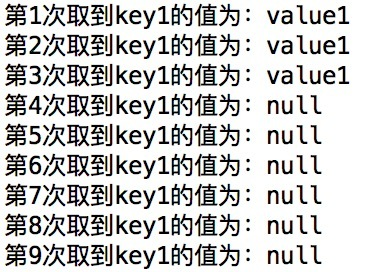 第1次取到key1的值为：value1
第2次取到key1的值为：value1
第3次取到key1的值为：value1
第4次取到key1的值为：null
第5次取到key1的值为：null
第6次取到key1的值为：null
第7次取到key1的值为：null
第8次取到key1的值为：null
第9次取到key1的值为：null